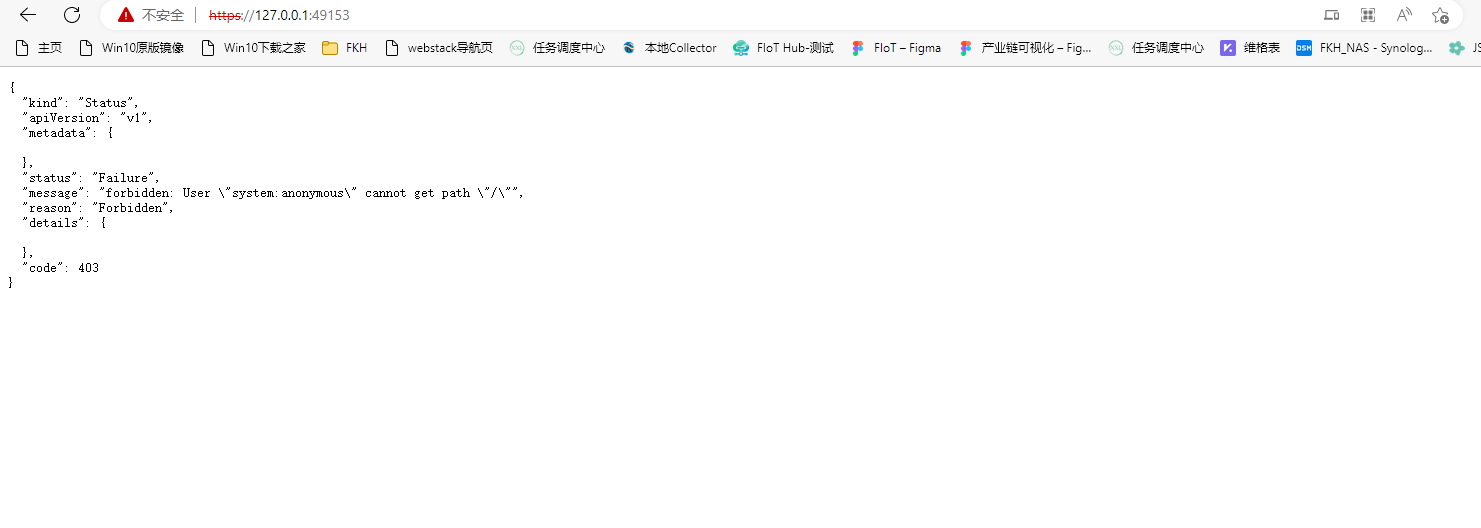 不安全 https://127.0.0.1:49153
主页 Win10原版镜像 Win10下载之家 FKH webstack导航页 任务调度中心 本地Collector FIoT Hub-测试 FIoT – Figma 产业链可视化 – Fig... 任务调度中心 维格表 DSM FKH_NAS - Synolog... JS
{
"kind": "Status",
"apiVersion": "v1",
"metadata": {
},
"status": "Failure",
"message": "forbidden: User \"system:anonymous\" cannot get path \"/\"",
"reason": "Forbidden",
"details": {
},
"code": 403
}